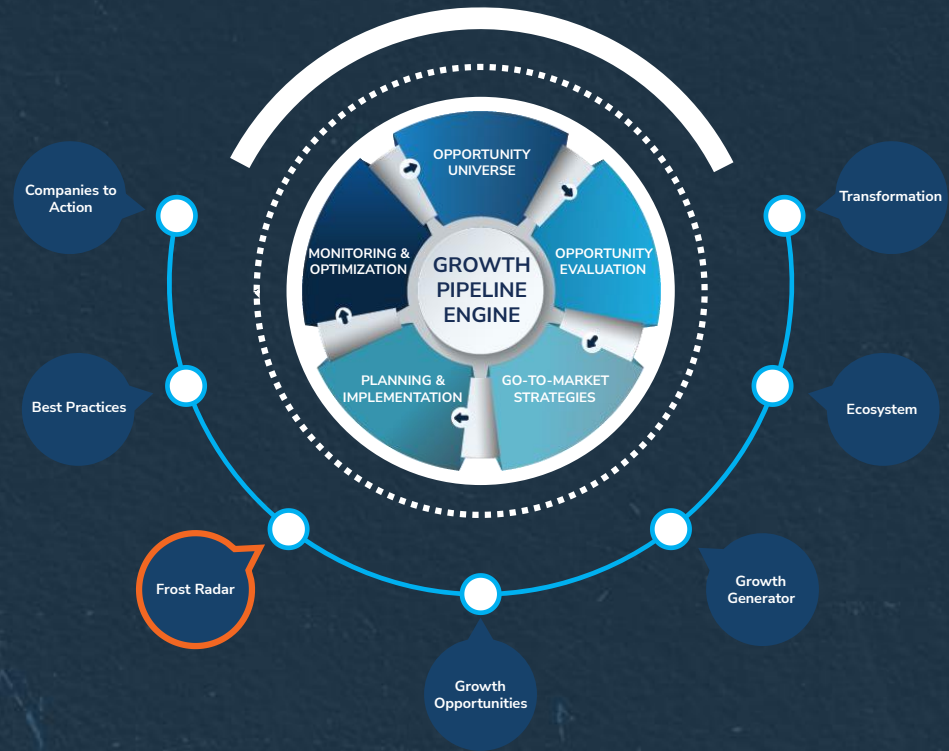 OPPORTUNITY
UNIVERSE
OPPORTUNITY
EVALUATION
GO-TO-MARKET
STRATEGIES
PLANNING &
IMPLEMENTATION
MONITORING &
OPTIMIZATION
GROWTH
PIPELINE
ENGINE
Companies to
Action
Best Practices
Frost Radar
Growth
Opportunities
Growth
Generator
Ecosystem
Transformation